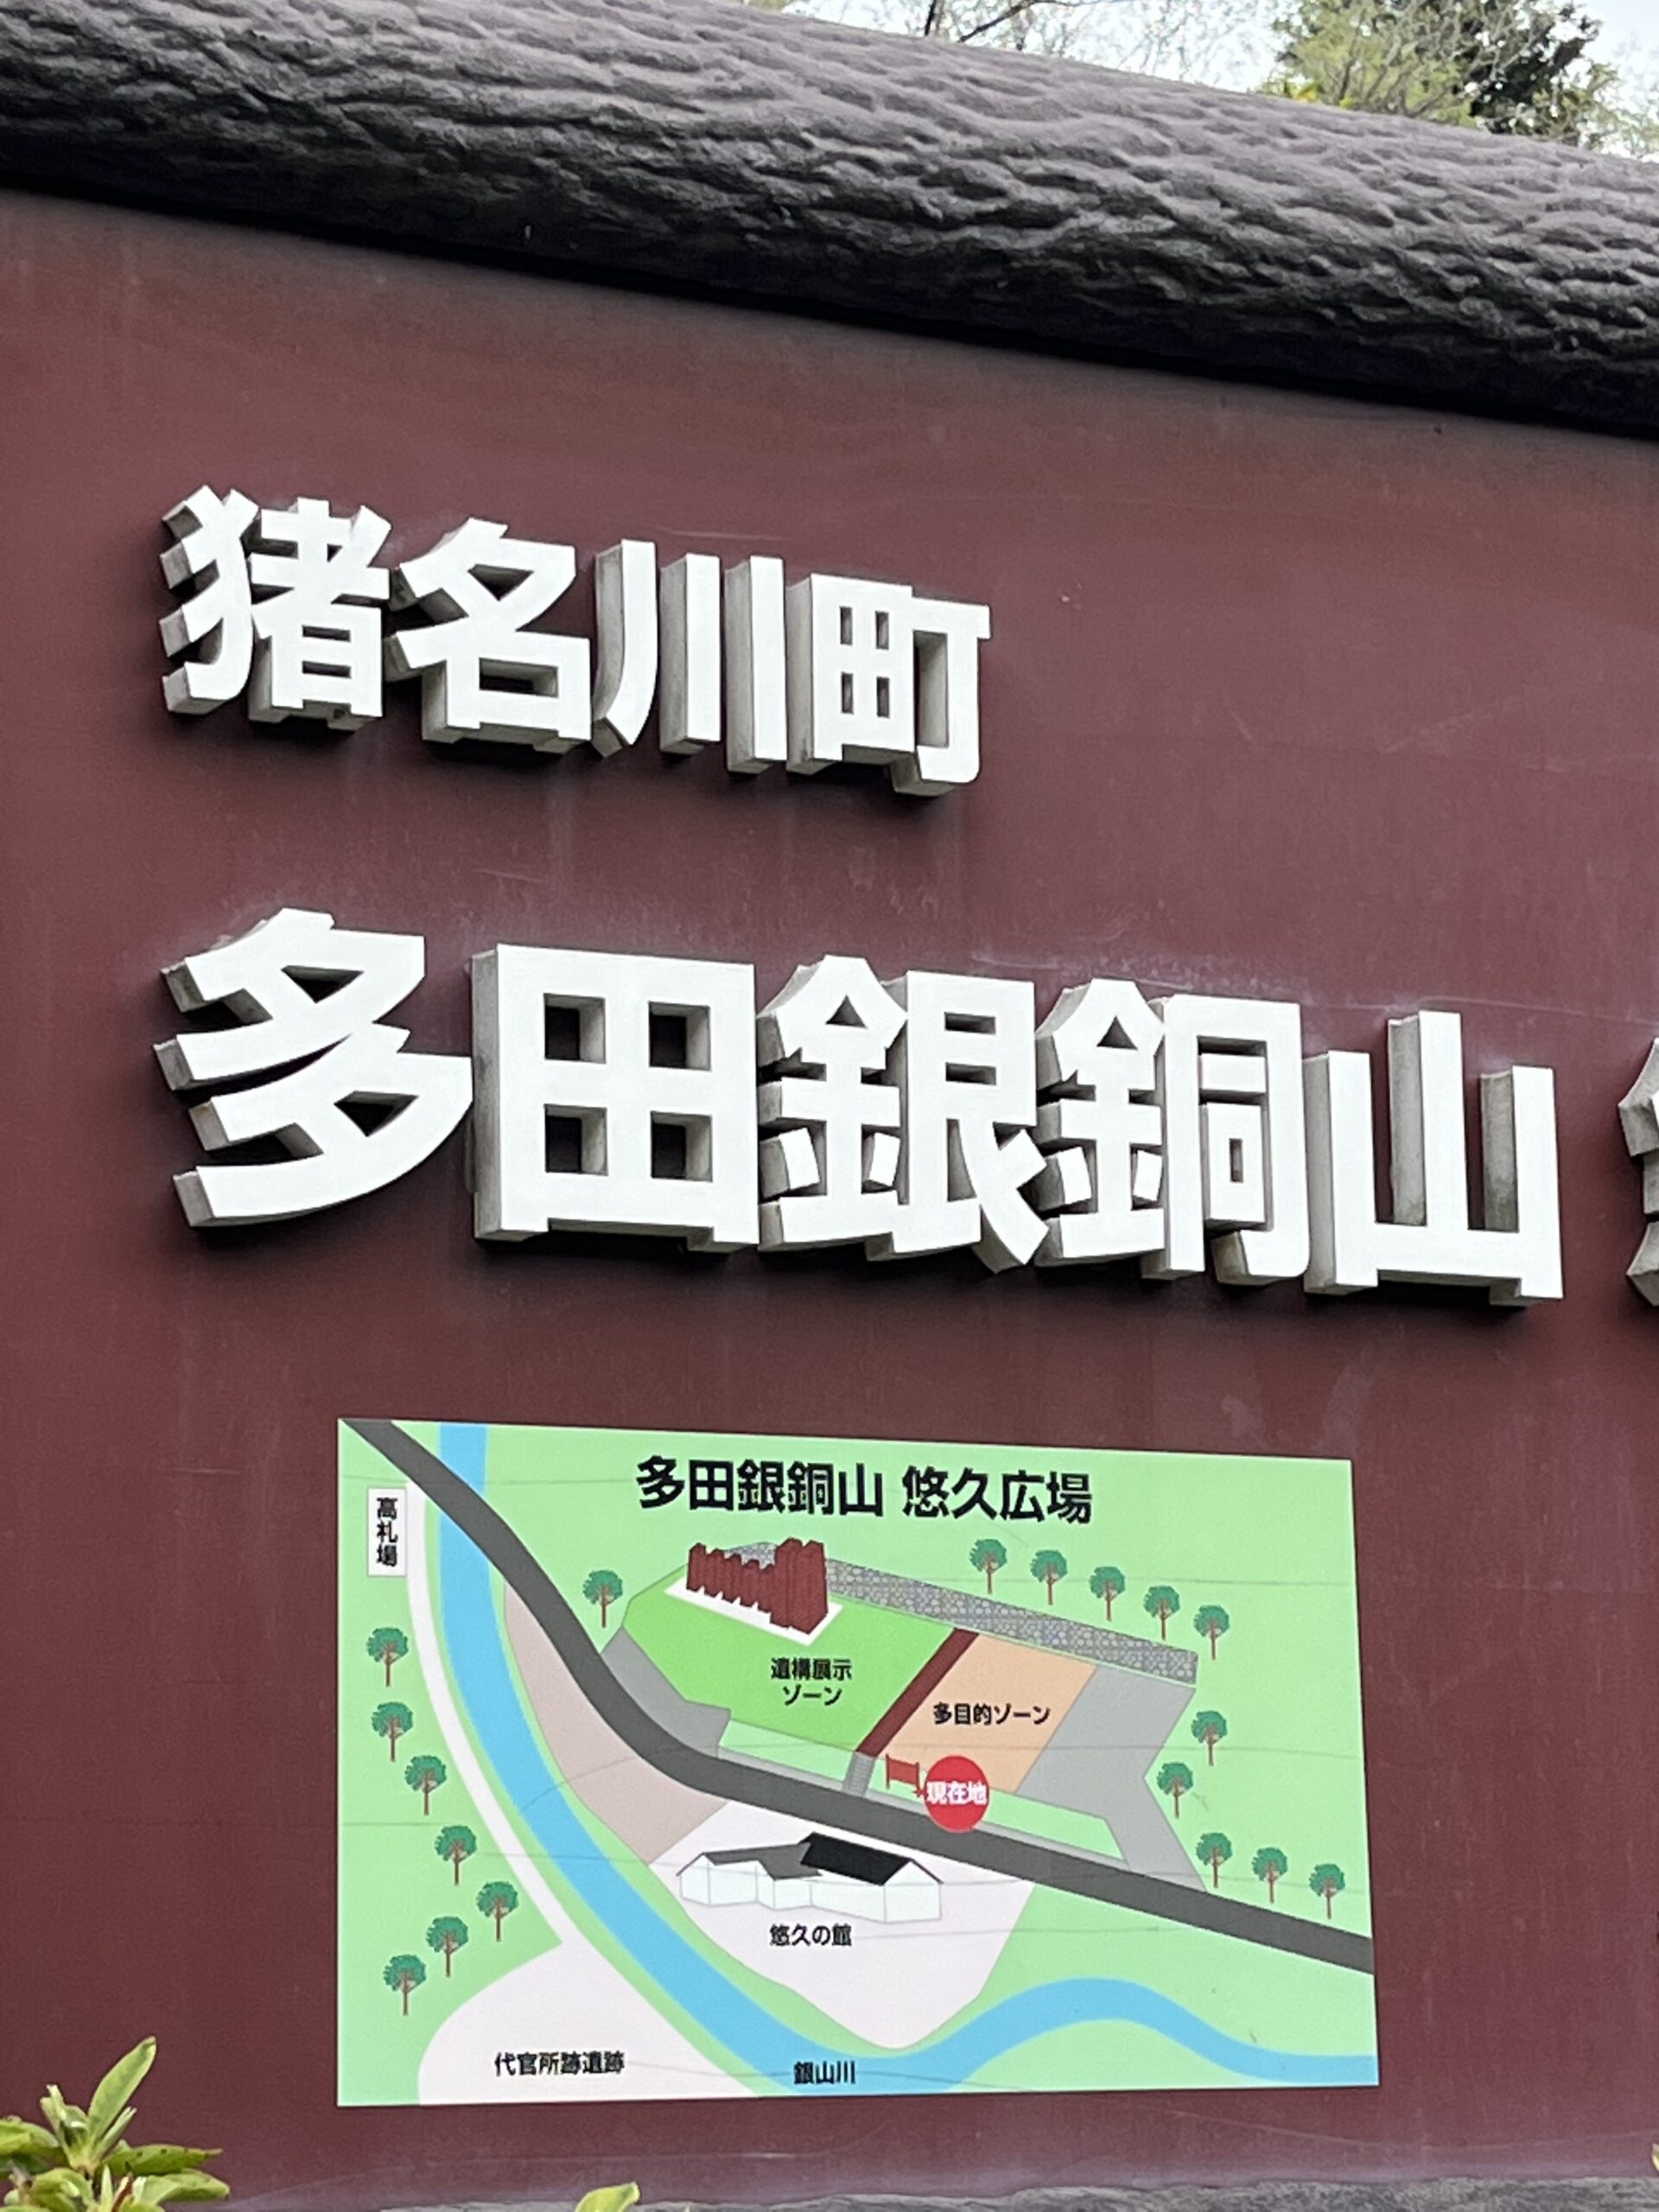 猪名川町
多田銀銅山
多田銀銅山 悠久広場
高札場
遺構展示
ゾーン
多目的ゾーン
現在地
悠久の館
代官所跡遺跡
銀山川